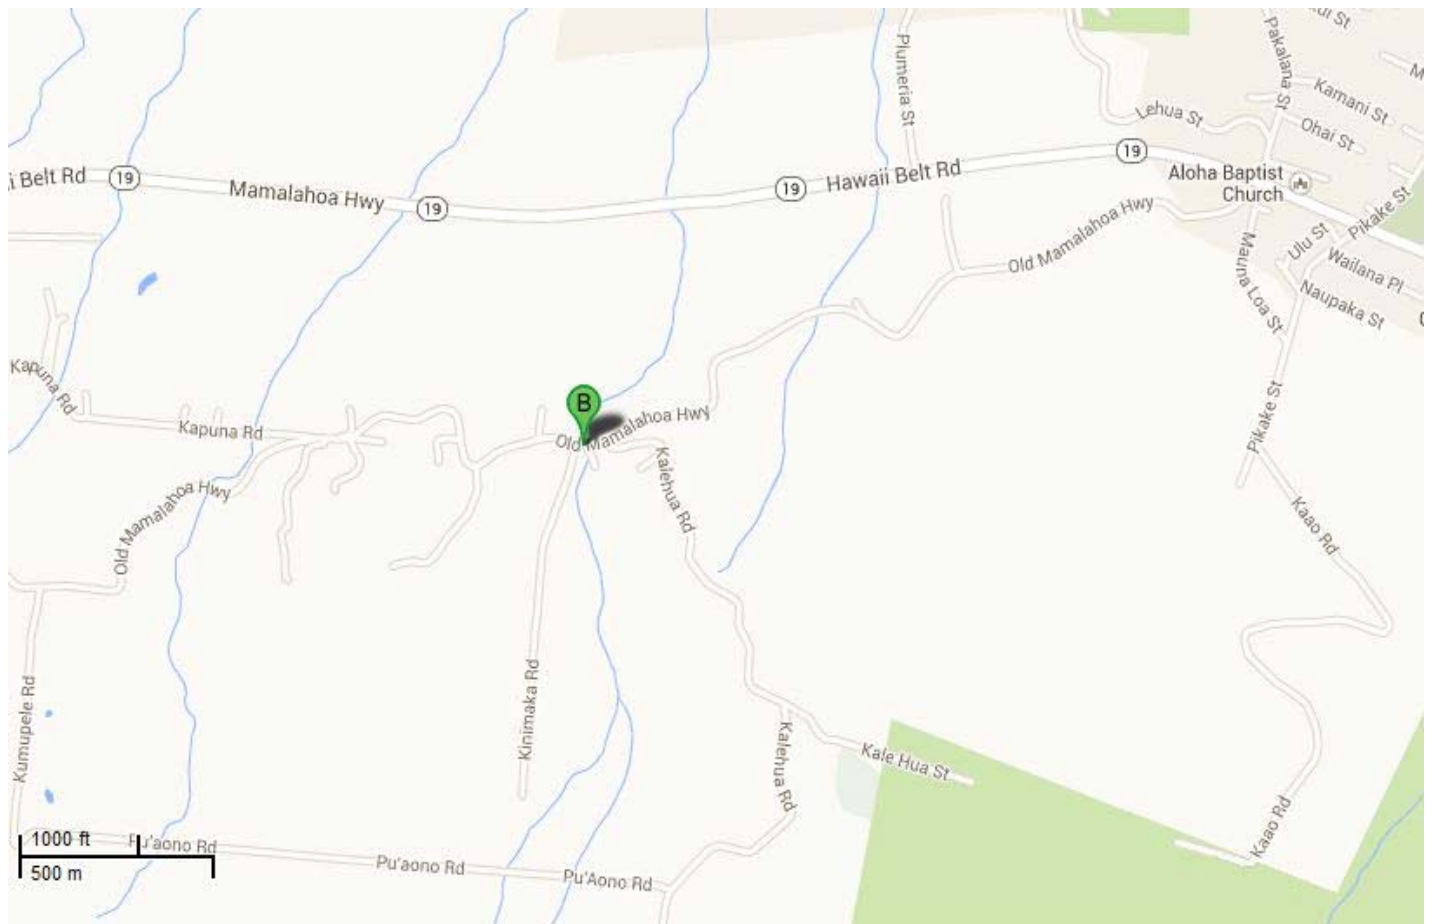 Plumeria St
Pakalana St
Kamani St
Lehua St
Ohai St
19
Aloha Baptist
Church
i Belt Rd
19
Mamalahoa Hwy
19
19
Hawaii Belt Rd
Old Mamalahoa Hwy
Mauna Loa St
Ulu St
Pikake St
Wailana Pl
Naupaka St
Kapuna Rd
Kapuna Rd
B
Old Mamalahoa Hwy
Kalehua Rd
Pikake St
Old Mamalahoa Hwy
Kaao Rd
Kumupele Rd
Kinimaka Rd
Kalehua Rd
Kale Hua St
Kaao Rd
1000 ft
500 m
Pu'aono Rd
Pu'aono Rd
Pu'Aono Rd